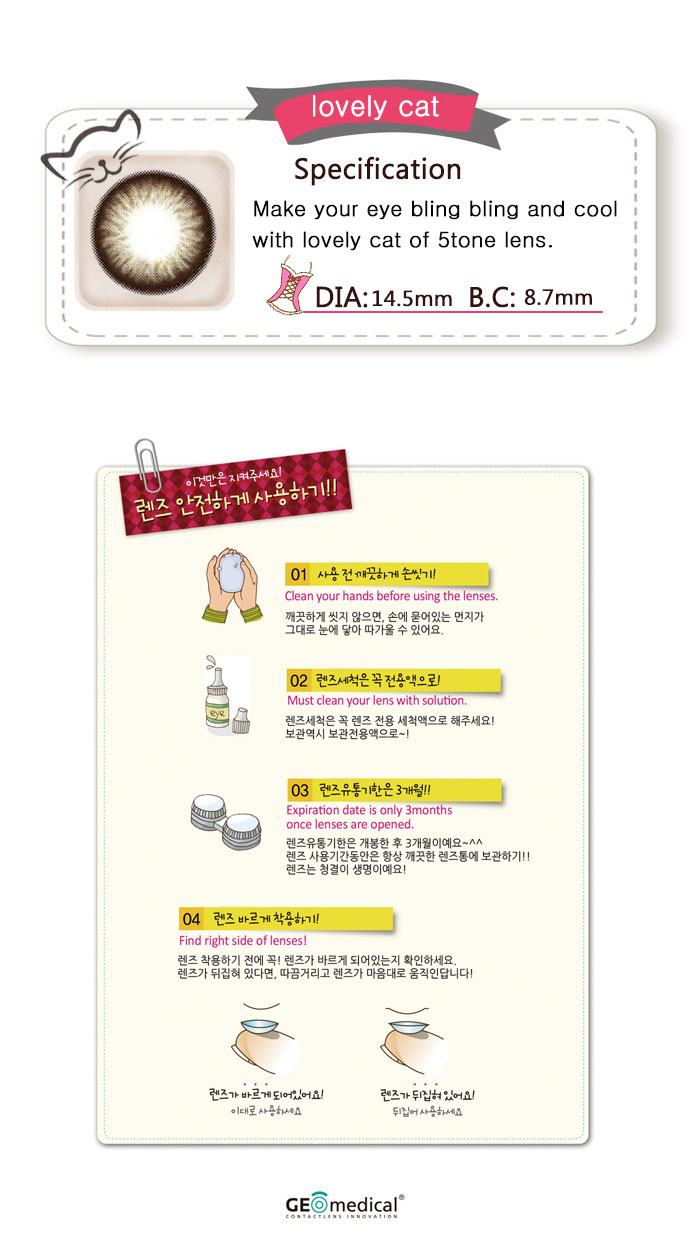 lovely cat
Specification
Make your eye bling bling and cool
with lovely cat of 5tone lens.
DIA: 14.5mm B.C: 8.7mm
이것만은 지켜주세요!
렌즈 안전하게 사용하기!!
01 사용 전 깨끗하게 손씻기!
Clean your hands before using the lenses.
깨끗하게 씻지 않으면, 손에 묻어있는 먼지가
그대로 눈에 닿아 따가울 수 있어요.
eye
02 렌즈세척은 꼭 전용액으로!
Must clean your lens with solution.
렌즈세척은 꼭 렌즈 전용 세척액으로 해주세요!
보관역시 보관전용액으로~!
03 렌즈유통기한은 3개월!!
Expiration date is only 3months
once lenses are opened.
렌즈유통기한은 개봉한 후 3개월이예요~^^
렌즈 사용기간동안은 항상 깨끗한 렌즈통에 보관하기!!
렌즈는 청결이 생명이예요!
04 렌즈 바르게 착용하기!
Find right side of lenses!
렌즈 착용하기 전에 꼭! 렌즈가 바르게 되어있는지 확인하세요.
렌즈가 뒤집혀 있다면, 따끔거리고 렌즈가 마음대로 움직인답니다!
렌즈가 바르게 되어있어요!
이대로 사용하세요
렌즈가 뒤집혀 있어요!
뒤집어 사용하세요
GEOmedical®
CONTACTLENS INNOVATION